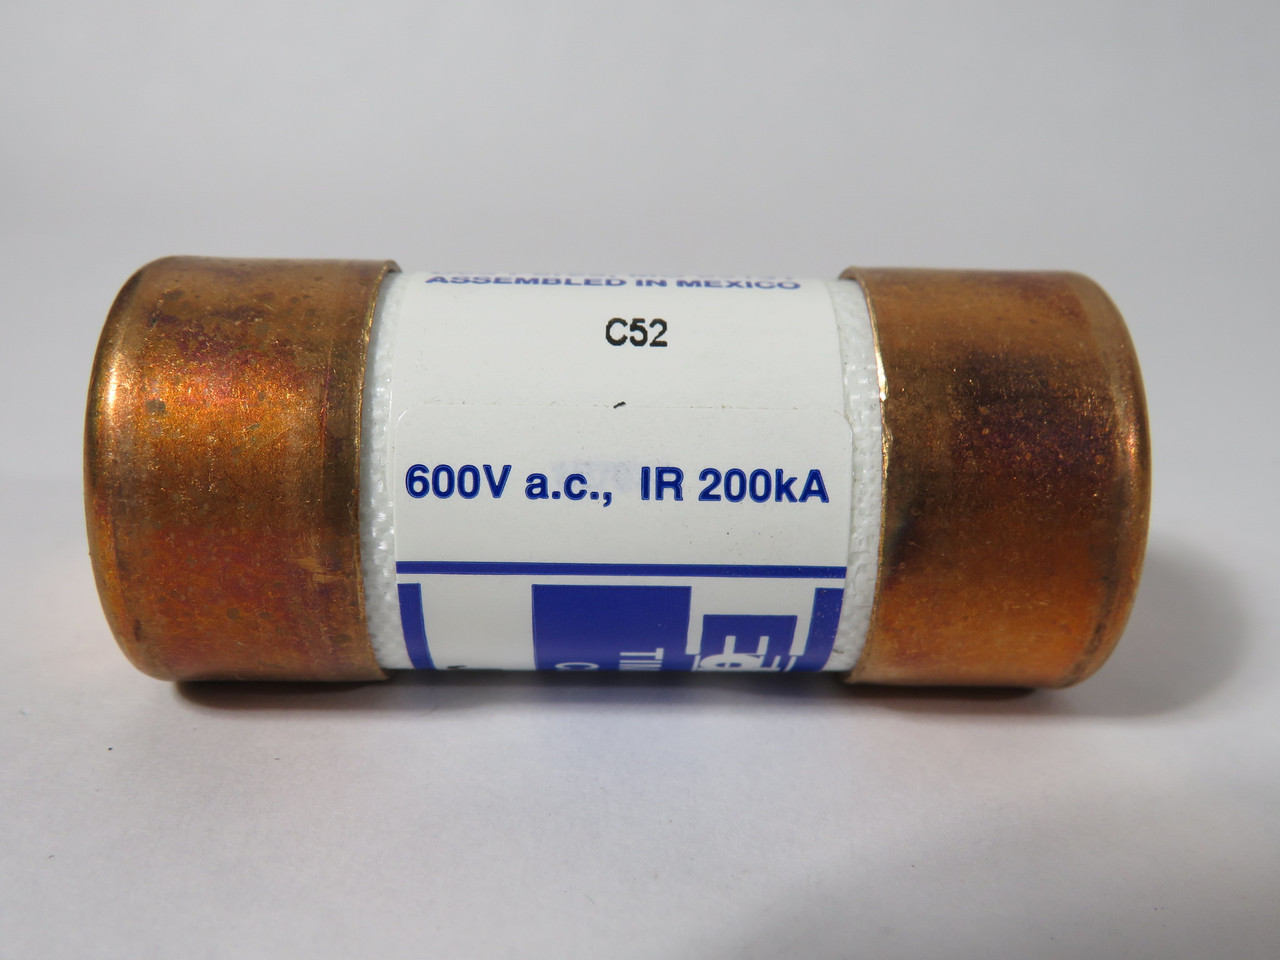 ASSEMBLED IN MEXICO
C52
600V a.c., IR 200kA